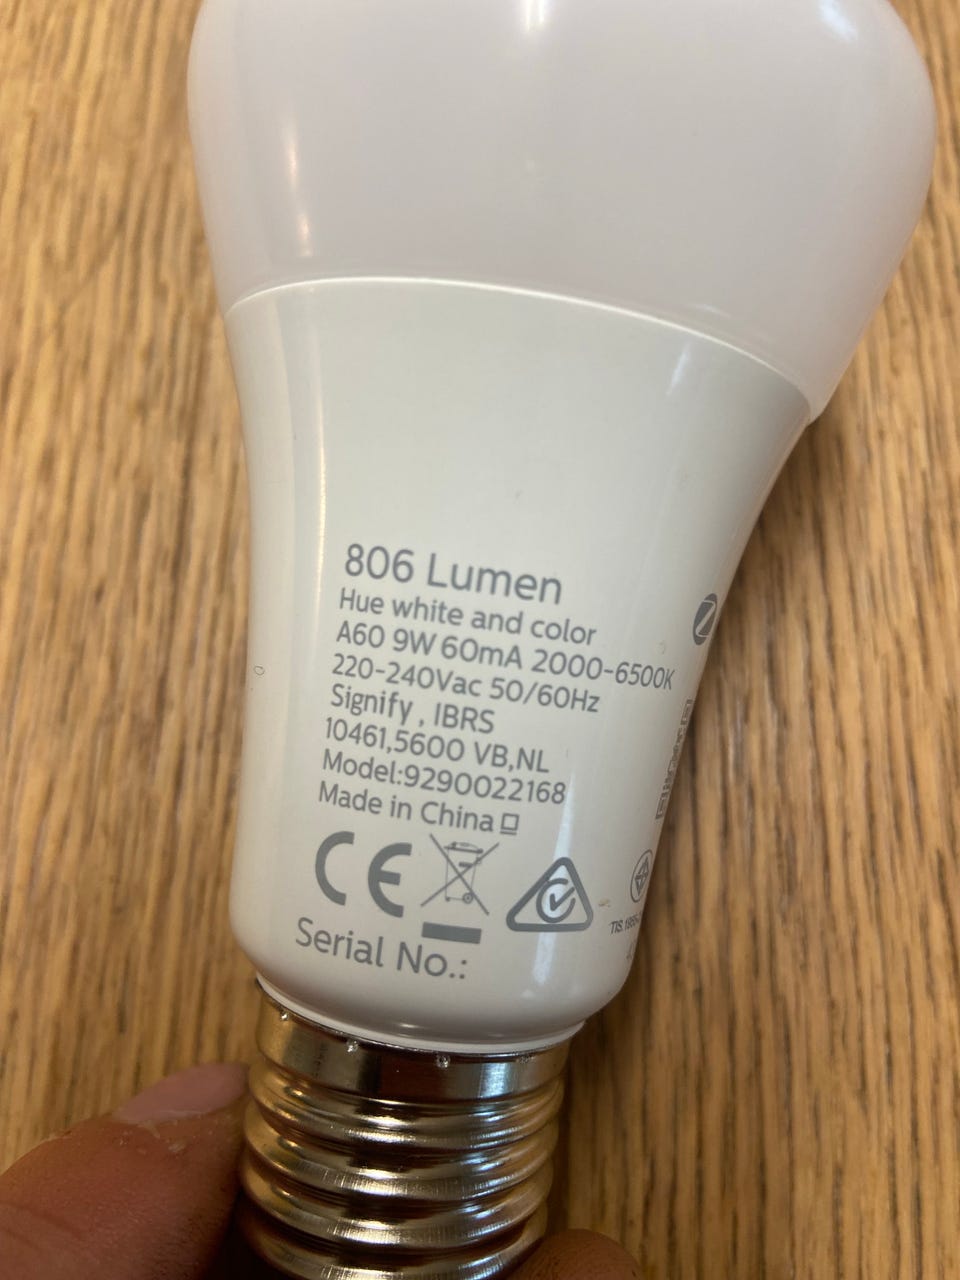 806 Lumen
Hue white and color
A60 9W 60mA 2000-6500K
220-240Vac 50/60Hz
Signify , IBRS
10461,5600 VB,NL
Model:9290022168
Made in China
CE
Serial No.: